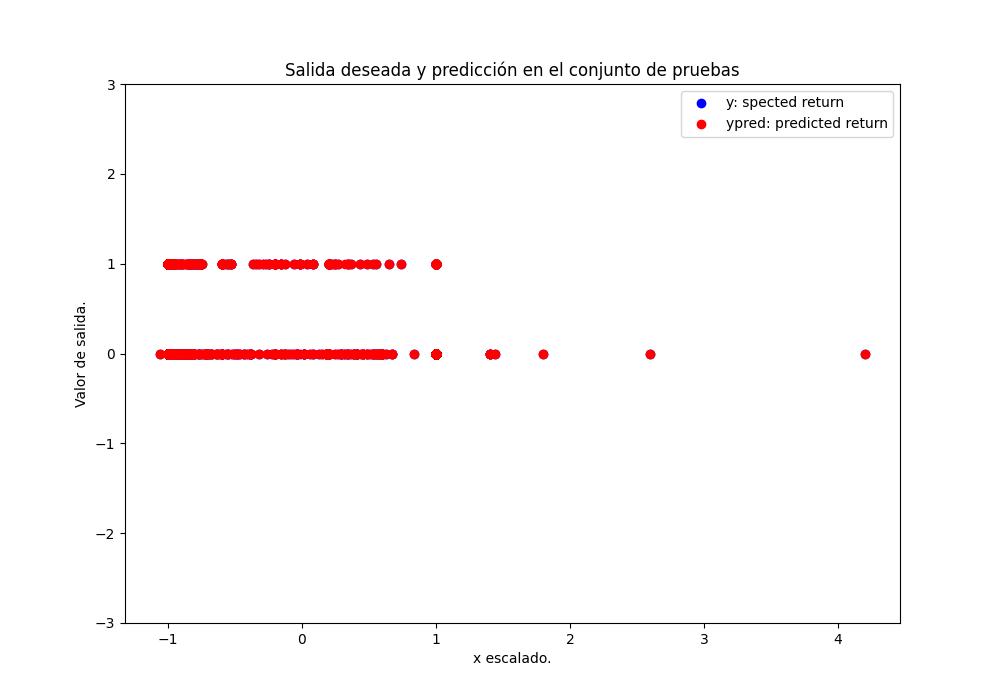 Salida deseada y predicción en el conjunto de pruebas
3
2
1
0
−1
−2
−3
Valor de salida.
y: spected return
ypred: predicted return
−1
0
1
2
3
4
x escalado.